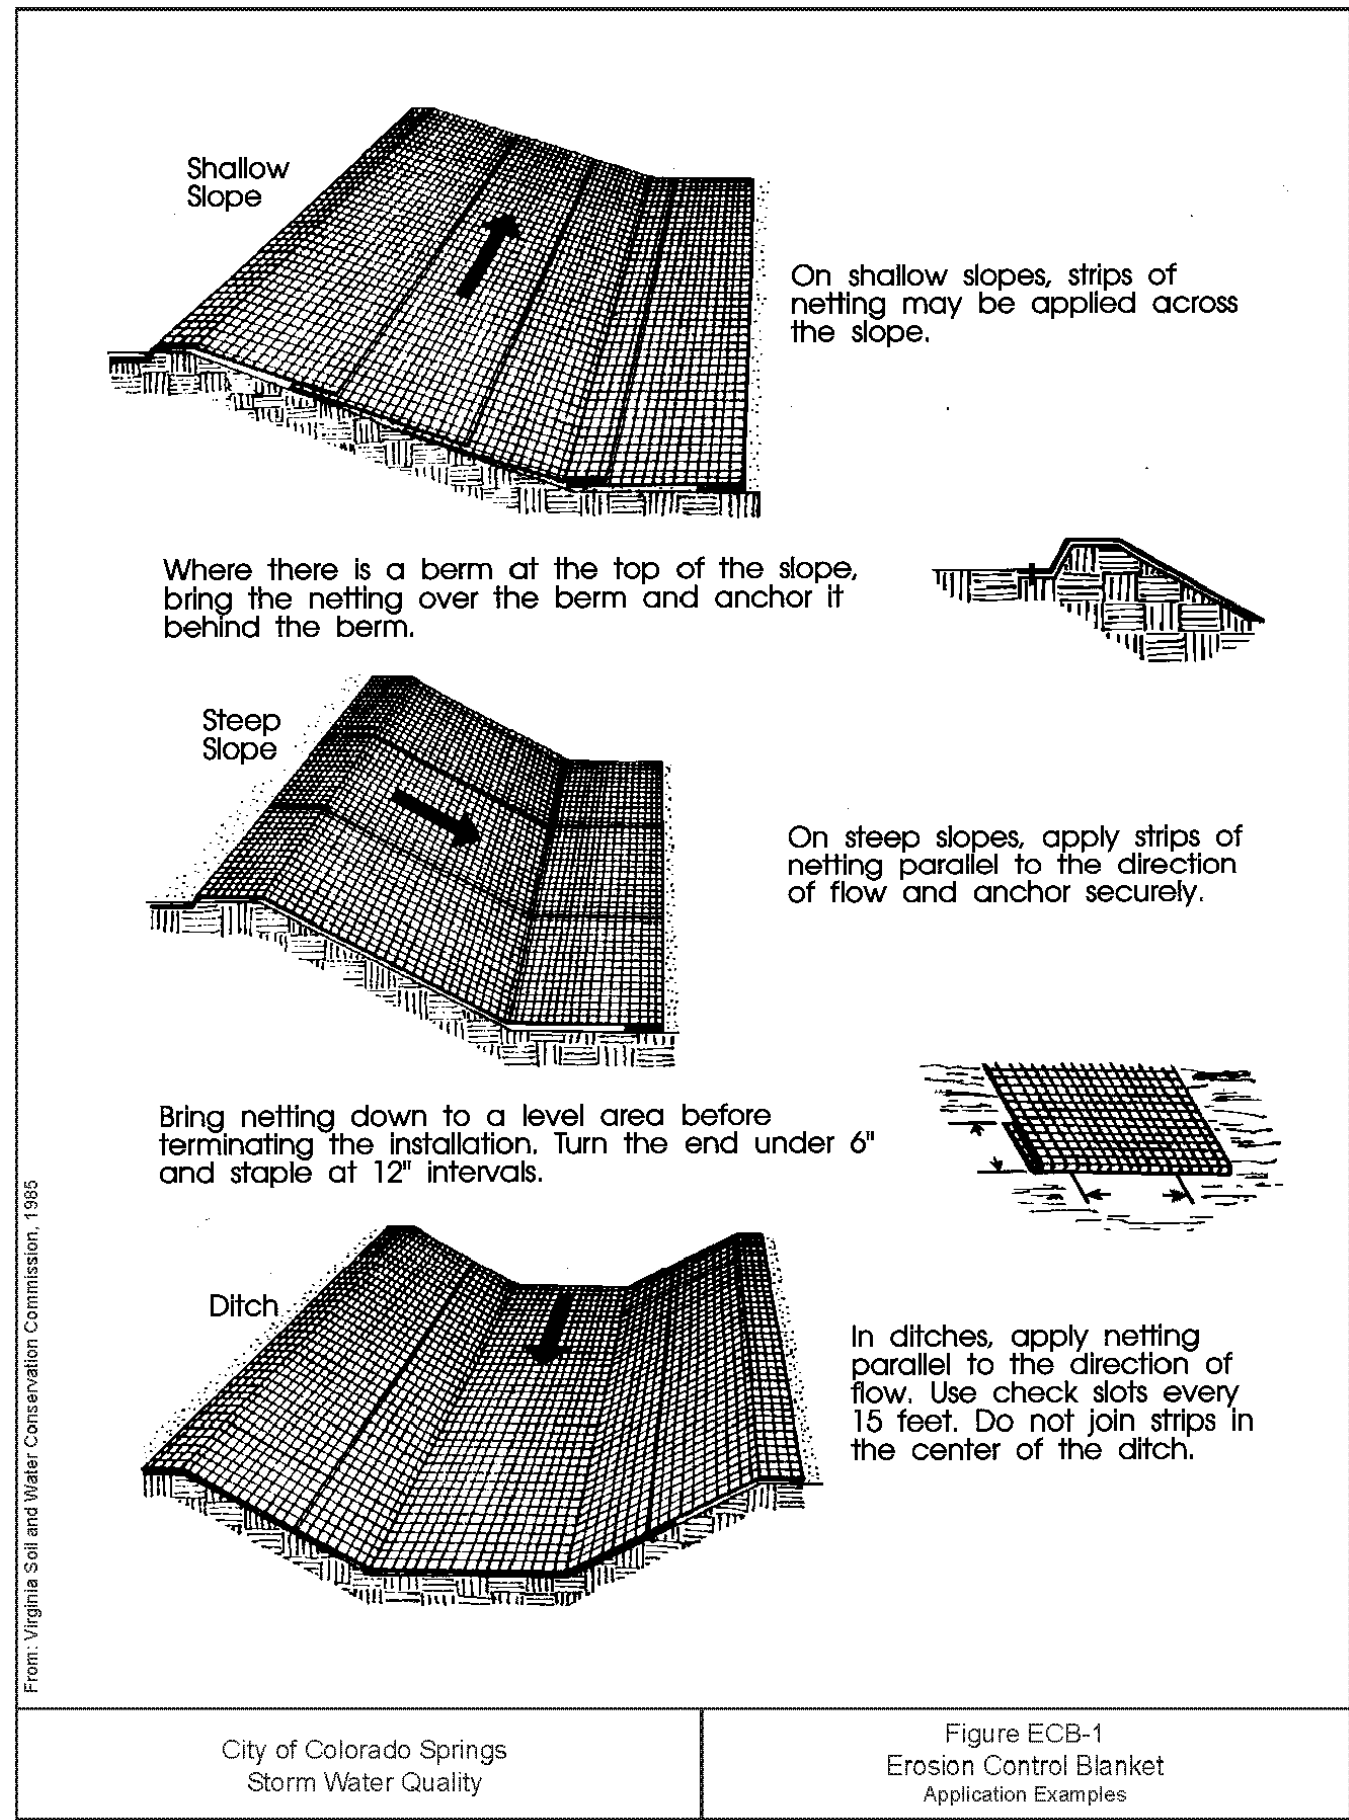 Shallow
Slope
On shallow slopes, strips of
netting may be applied across
the slope.
Where there is a berm at the top of the slope,
bring the netting over the berm and anchor it
behind the berm.
Steep
Slope
On steep slopes, apply strips of
netting parallel to the direction
of flow and anchor securely.
Bring netting down to a level area before
terminating the installation. Turn the end under 6"
and staple at 12" intervals.
Ditch
In ditches, apply netting
parallel to the direction of
flow. Use check slots every
15 feet. Do not join strips in
the center of the ditch.
From: Virginia Soil and Water Conservation Commission, 1985
City of Colorado Springs
Storm Water Quality
Figure ECB-1
Erosion Control Blanket
Application Examples